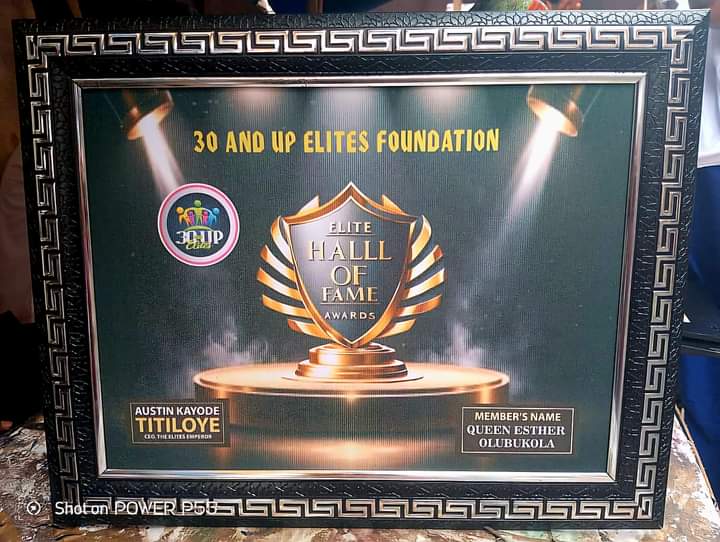 30 AND UP ELITES FOUNDATION
30 UP
Elites
ELITE
HALLL
OF
FAME
AWARDS
AUSTIN KAYODE
TITILOYE
CEO, THE ELITES EMPEROR
MEMBER'S NAME
QUEEN ESTHER
OLUBUKOLA
Shot on POWER P55